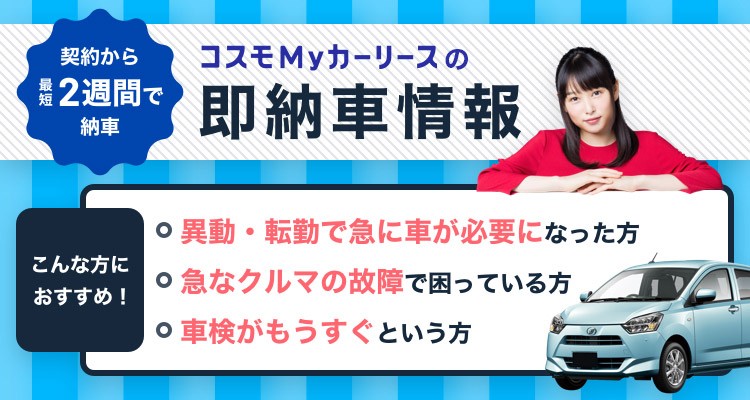 契約から
最短2週間で
納車
コスモMyカーリースの
即納車情報
こんな方に
おすすめ！
異動・転勤で急に車が必要になった方
急なクルマの故障で困っている方
車検がもうすぐという方